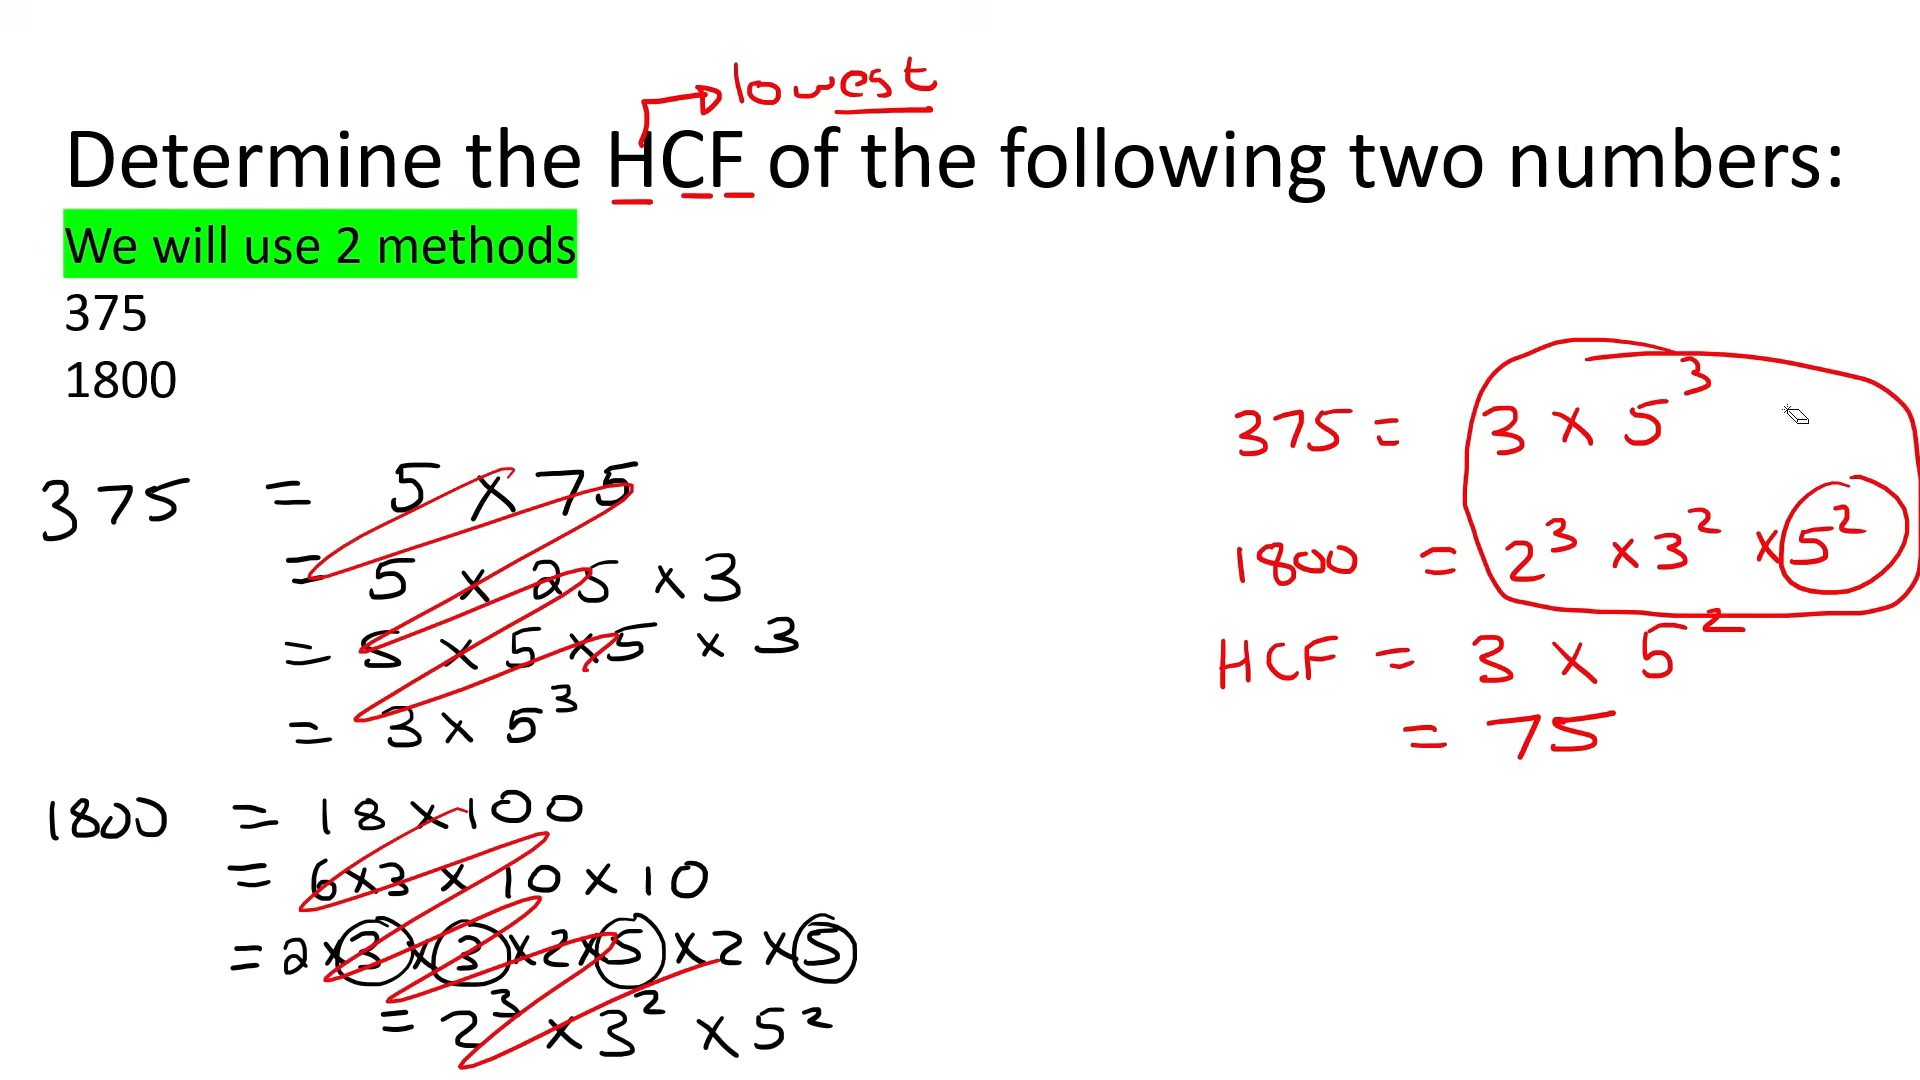 lowest
Determine the HCF of the following two numbers:
We will use 2 methods
375
1800
375 = 5 × 75
= 5 × 25 × 3
= 5 × 5 × 5 × 3
= 3 × 5³
1800 = 18 × 100
= 6 × 3 × 10 × 10
= 2 × 3 × 3 × 2 × 5 × 2 × 5
= 2³ × 3² × 5²
375 = 3 × 5³
1800 = 2³ × 3² × 5²
HCF = 3 × 5²
= 75